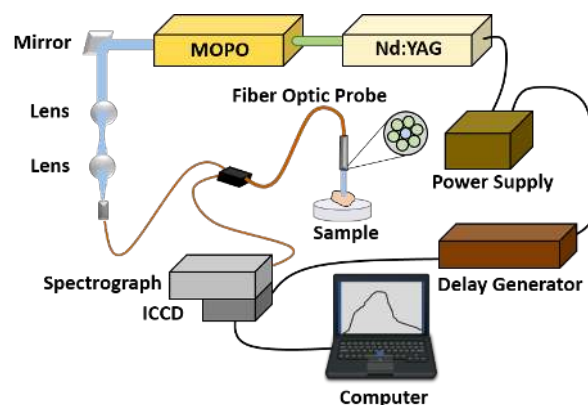 Mirror
MOPO
Nd:YAG
Lens
Fiber Optic Probe
Lens
Power Supply
Sample
Spectrograph
Delay Generator
ICCD
Computer